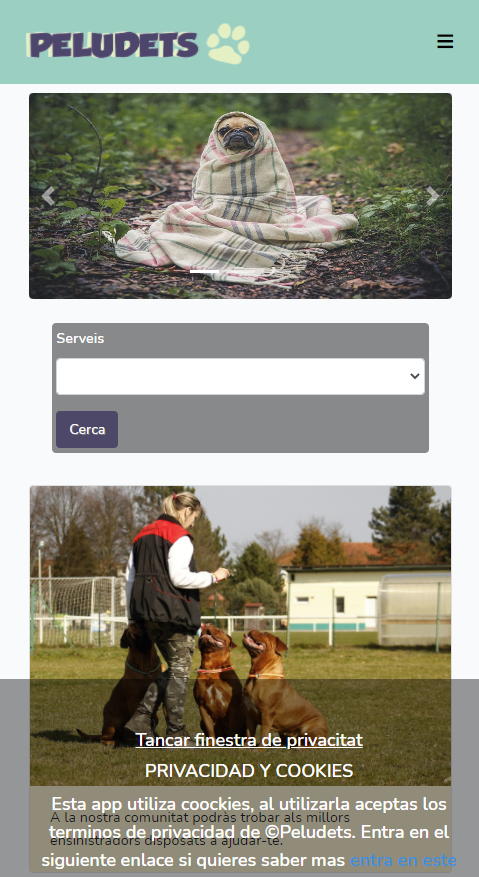 PELUDETS
Serveis
Cerca
Tancar finestra de privacitat
PRIVACIDAD Y COOKIES
Esta app utiliza coockies, al utilizarla aceptas los
A la nostra comunitat podràs trobar als millors
terminos de privacidad de ©Peludets. Entra en el
ensinistradors disposats a ajudar-te.
siguiente enlace si quieres saber mas entra en este